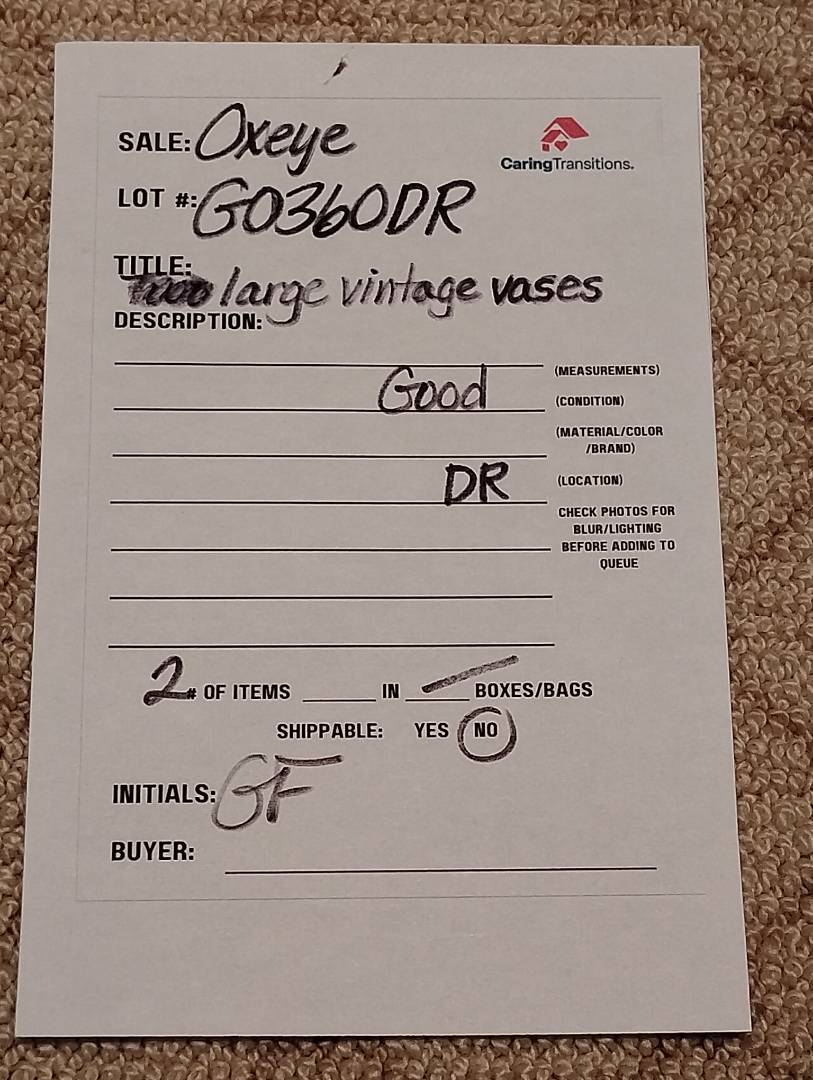 SALE: Oxeye
CaringTransitions.
LOT #: G0360DR
TITLE:
large vintage vases
DESCRIPTION:
(MEASUREMENTS)
Good (CONDITION)
(MATERIAL/COLOR
/BRAND)
DR (LOCATION)
CHECK PHOTOS FOR
BLUR/LIGHTING
BEFORE ADDING TO
QUEUE
2 # OF ITEMS ______ IN ______ BOXES/BAGS
SHIPPABLE: YES NO
INITIALS: GF
BUYER: